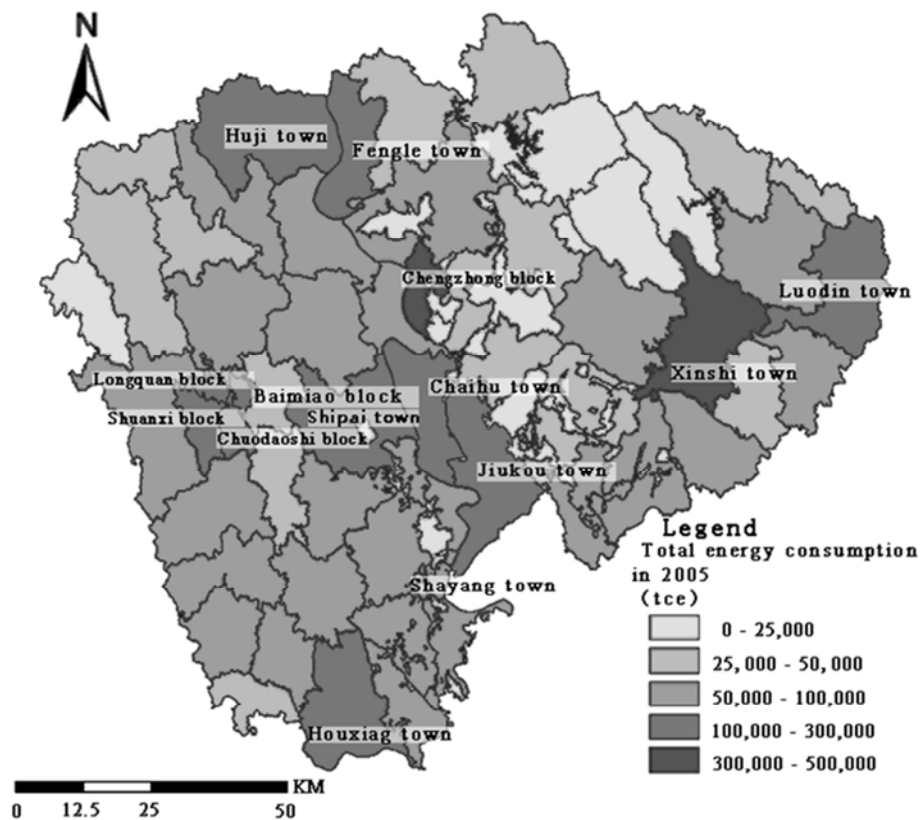 N
Huji town
Fengle town
Chengzhong block
Luodin town
Longquan block
Baimiao block
Chaihu town
Xinshi town
Shuanxi block
Shipai town
Chuodaoshi block
Jiukou town
Shayang town
Houxiag town
Legend
Total energy consumption
in 2005
(tce)
0 - 25,000
25,000 - 50,000
50,000 - 100,000
100,000 - 300,000
300,000 - 500,000
KM
0 12.5 25 50